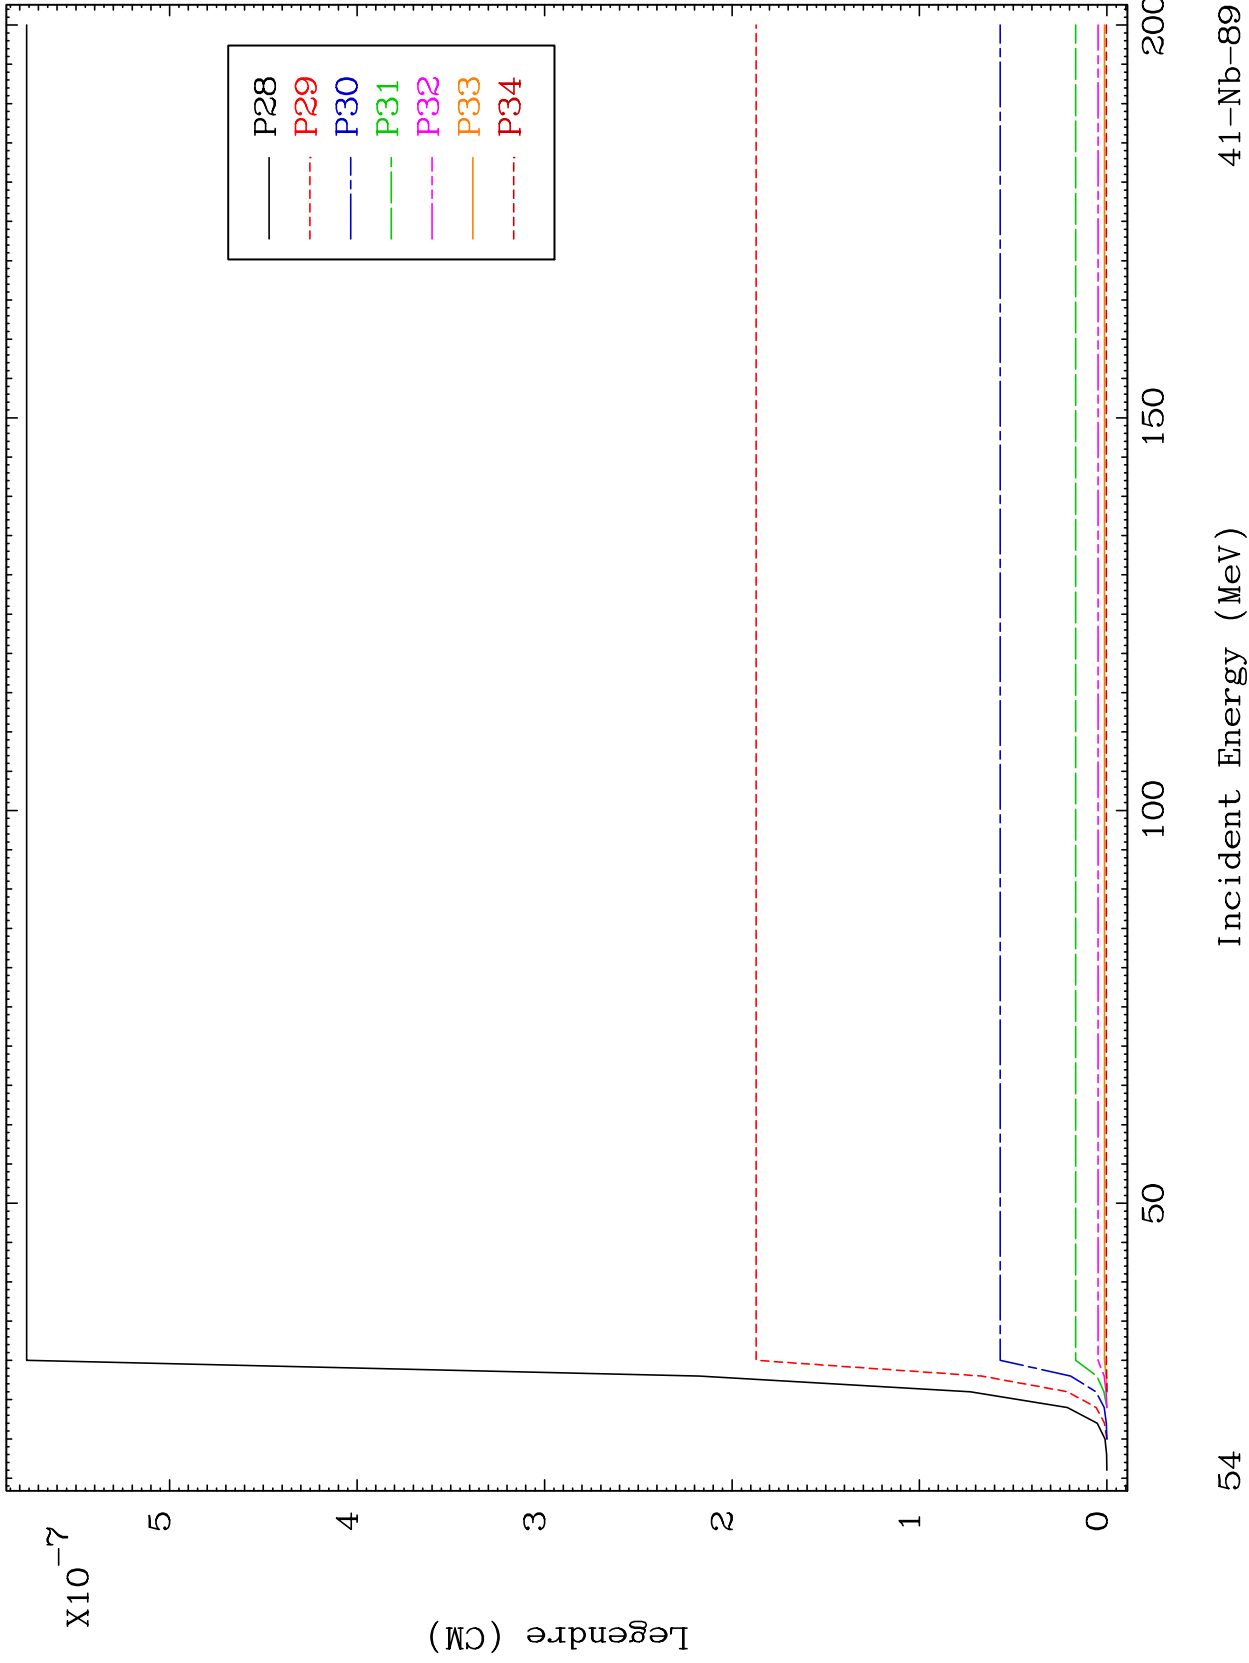 X10-7
5
4
3
2
1
0
Legendre (CM)
P28
P29
P30
P31
P32
P33
P34
50
100
150
200
Incident Energy (MeV)
54
41-Nb-89